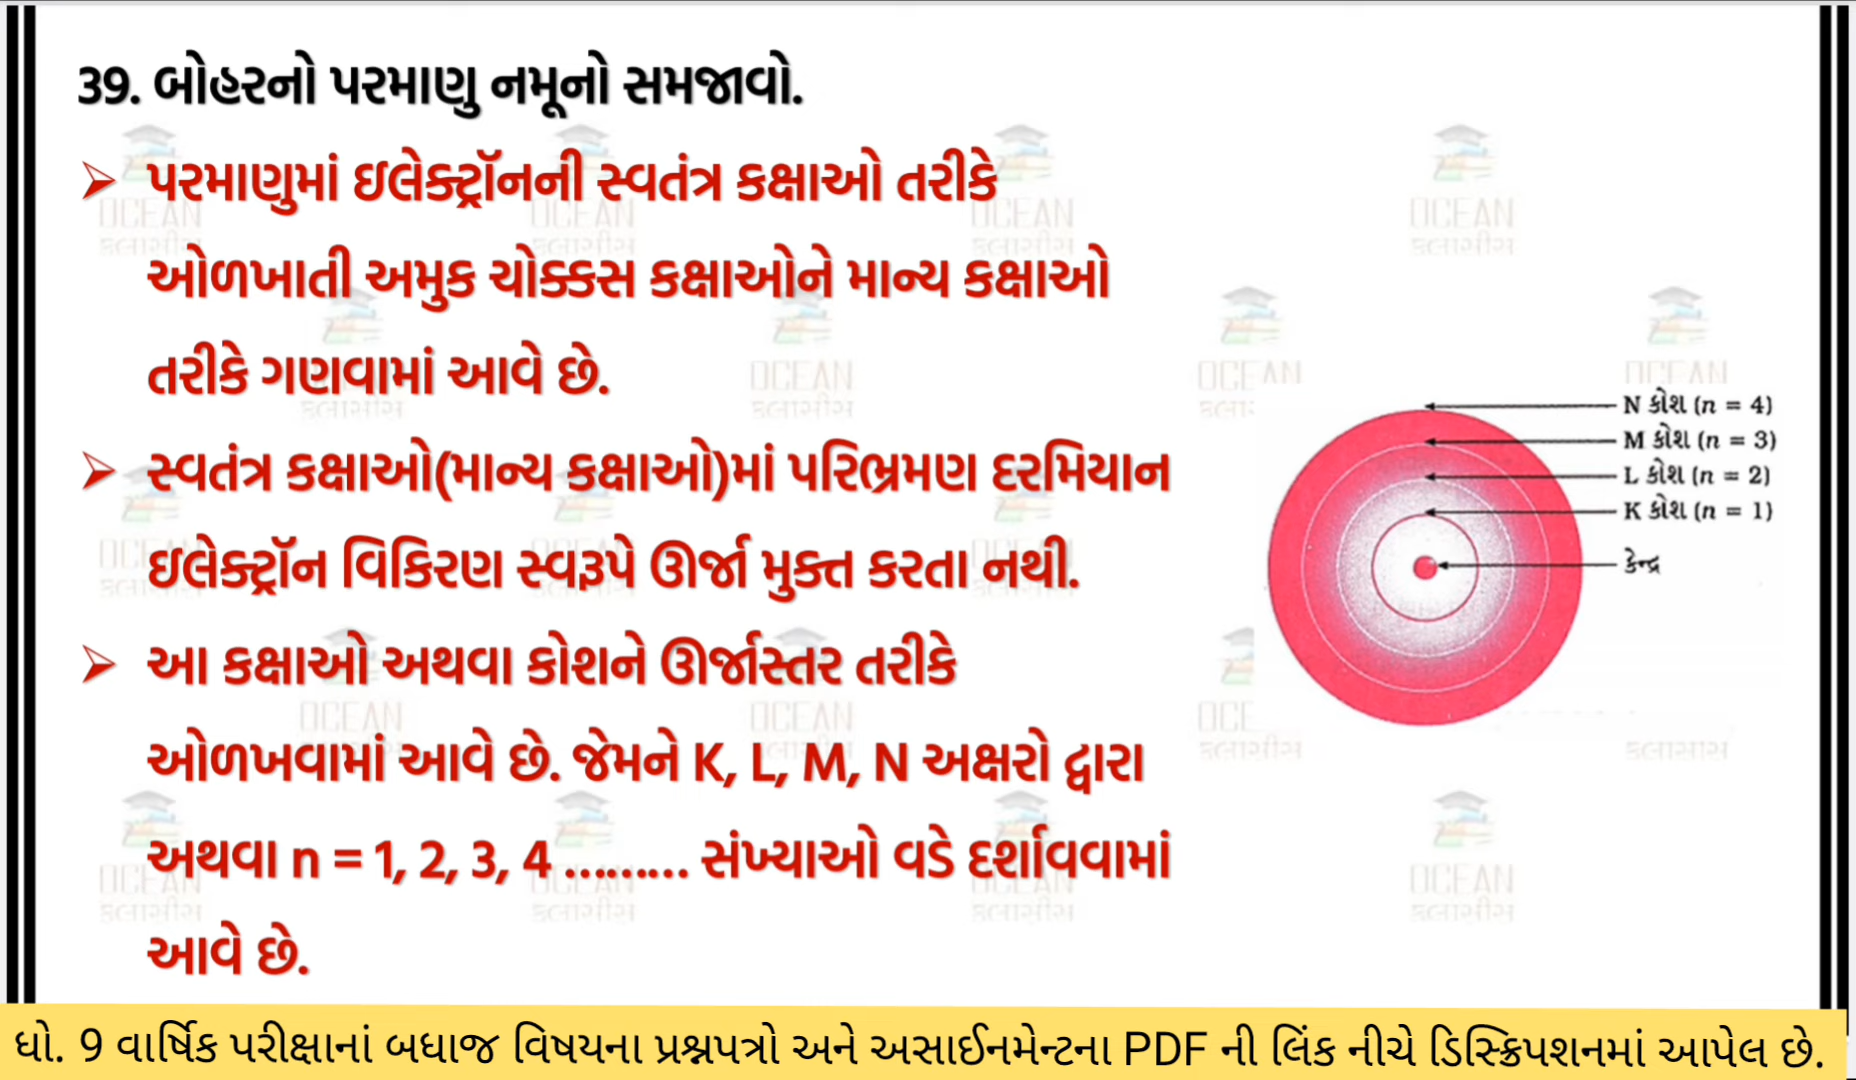 39. બોહરનો પરમાણુ નમૂનો સમજાવો.
➢ પરમાણુમાં ઇલેક્ટ્રૉનની સ્વતંત્ર કક્ષાઓ તરીકે
ઓળખાતી અમુક ચોક્કસ કક્ષાઓને માન્ય કક્ષાઓ
તરીકે ગણવામાં આવે છે.
➢ સ્વતંત્ર કક્ષાઓ(માન્ય કક્ષાઓ)માં પરિભ્રમણ દરમિયાન
ઇલેક્ટ્રૉન વિકિરણ સ્વરૂપે ઊર્જા મુક્ત કરતા નથી.
➢ આ કક્ષાઓ અથવા કોશને ઊર્જાસ્તર તરીકે
ઓળખવામાં આવે છે. જેમને K, L, M, N અક્ષરો દ્વારા
અથવા n = 1, 2, 3, 4 .......... સંખ્યાઓ વડે દર્શાવવામાં
આવે છે.
N કોશ (n = 4)
M કોશ (n = 3)
L કોશ (n = 2)
K કોશ (n = 1)
કેન્દ્ર
OCEAN
ક્લાસીસ
ધો. 9 વાર્ષિક પરીક્ષાનાં બધાજ વિષયના પ્રશ્નપત્રો અને અસાઈનમેન્ટના PDF ની લિંક નીચે ડિસ્ક્રિપશનમાં આપેલ છે.